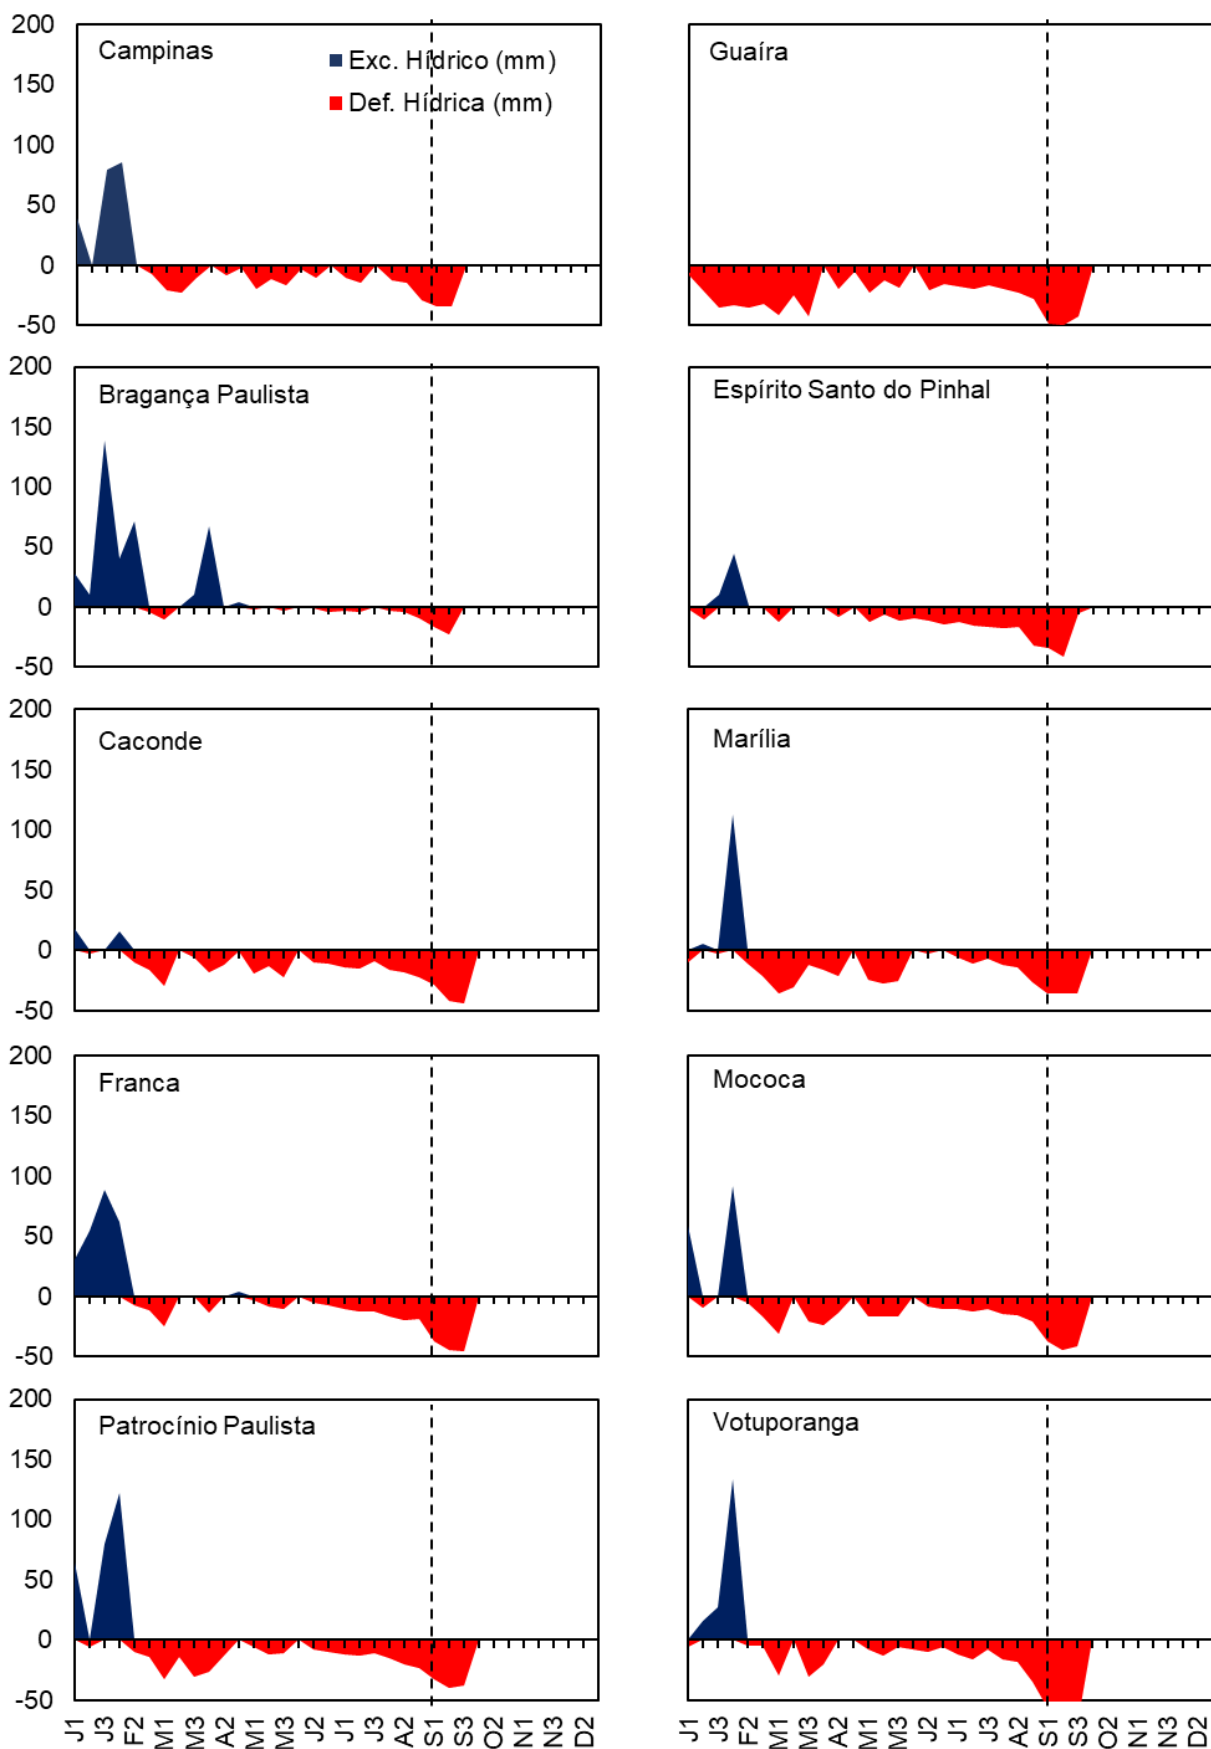 200
150
100
50
0
-50
Campinas
Exc. Hídrico (mm)
Def. Hídrica (mm)
Guaíra
200
150
100
50
0
-50
Bragança Paulista
Espírito Santo do Pinhal
200
150
100
50
0
-50
Caconde
Marília
200
150
100
50
0
-50
Franca
Mococa
200
150
100
50
0
-50
Patrocínio Paulista
Votuporanga
J1 J3 F2 M1 M3 A2 M1 M3 J2 J1 J3 A2 S1 S3 O2 N1 N3 D2
J1 J3 F2 M1 M3 A2 M1 M3 J2 J1 J3 A2 S1 S3 O2 N1 N3 D2